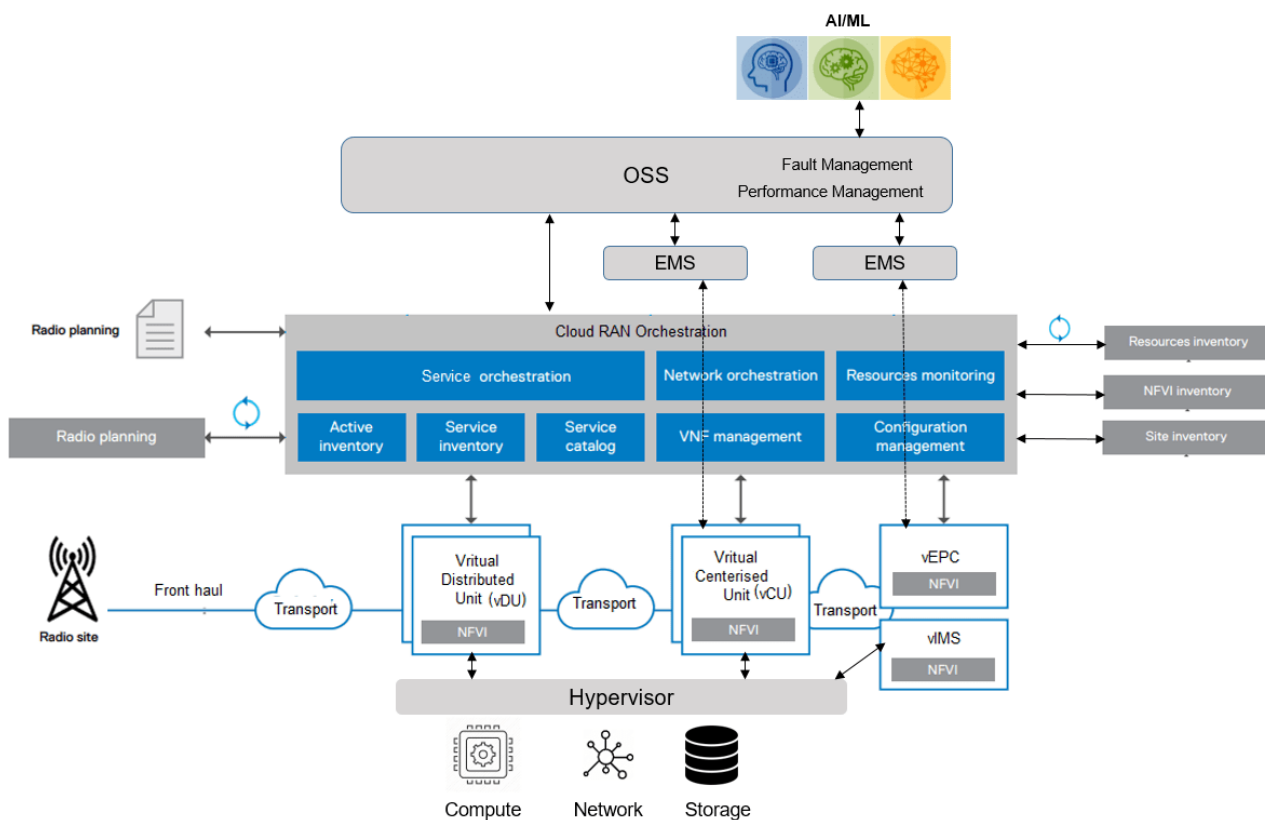 AI/ML
OSS
Fault Management
Performance Management
EMS
EMS
Radio planning
Cloud RAN Orchestration
Service orchestration
Network orchestration
Resources monitoring
Resources inventory
NFVI inventory
Radio planning
Active
inventory
Service
inventory
Service
catalog
VNF management
Configuration
management
Site inventory
Radio site
Front haul
Transport
Vritual
Distributed
Unit (vDU)
NFVI
Transport
Vritual
Centerised
Unit (vCU)
NFVI
Transport
vEPC
NFVI
vIMS
NFVI
Hypervisor
Compute
Network
Storage